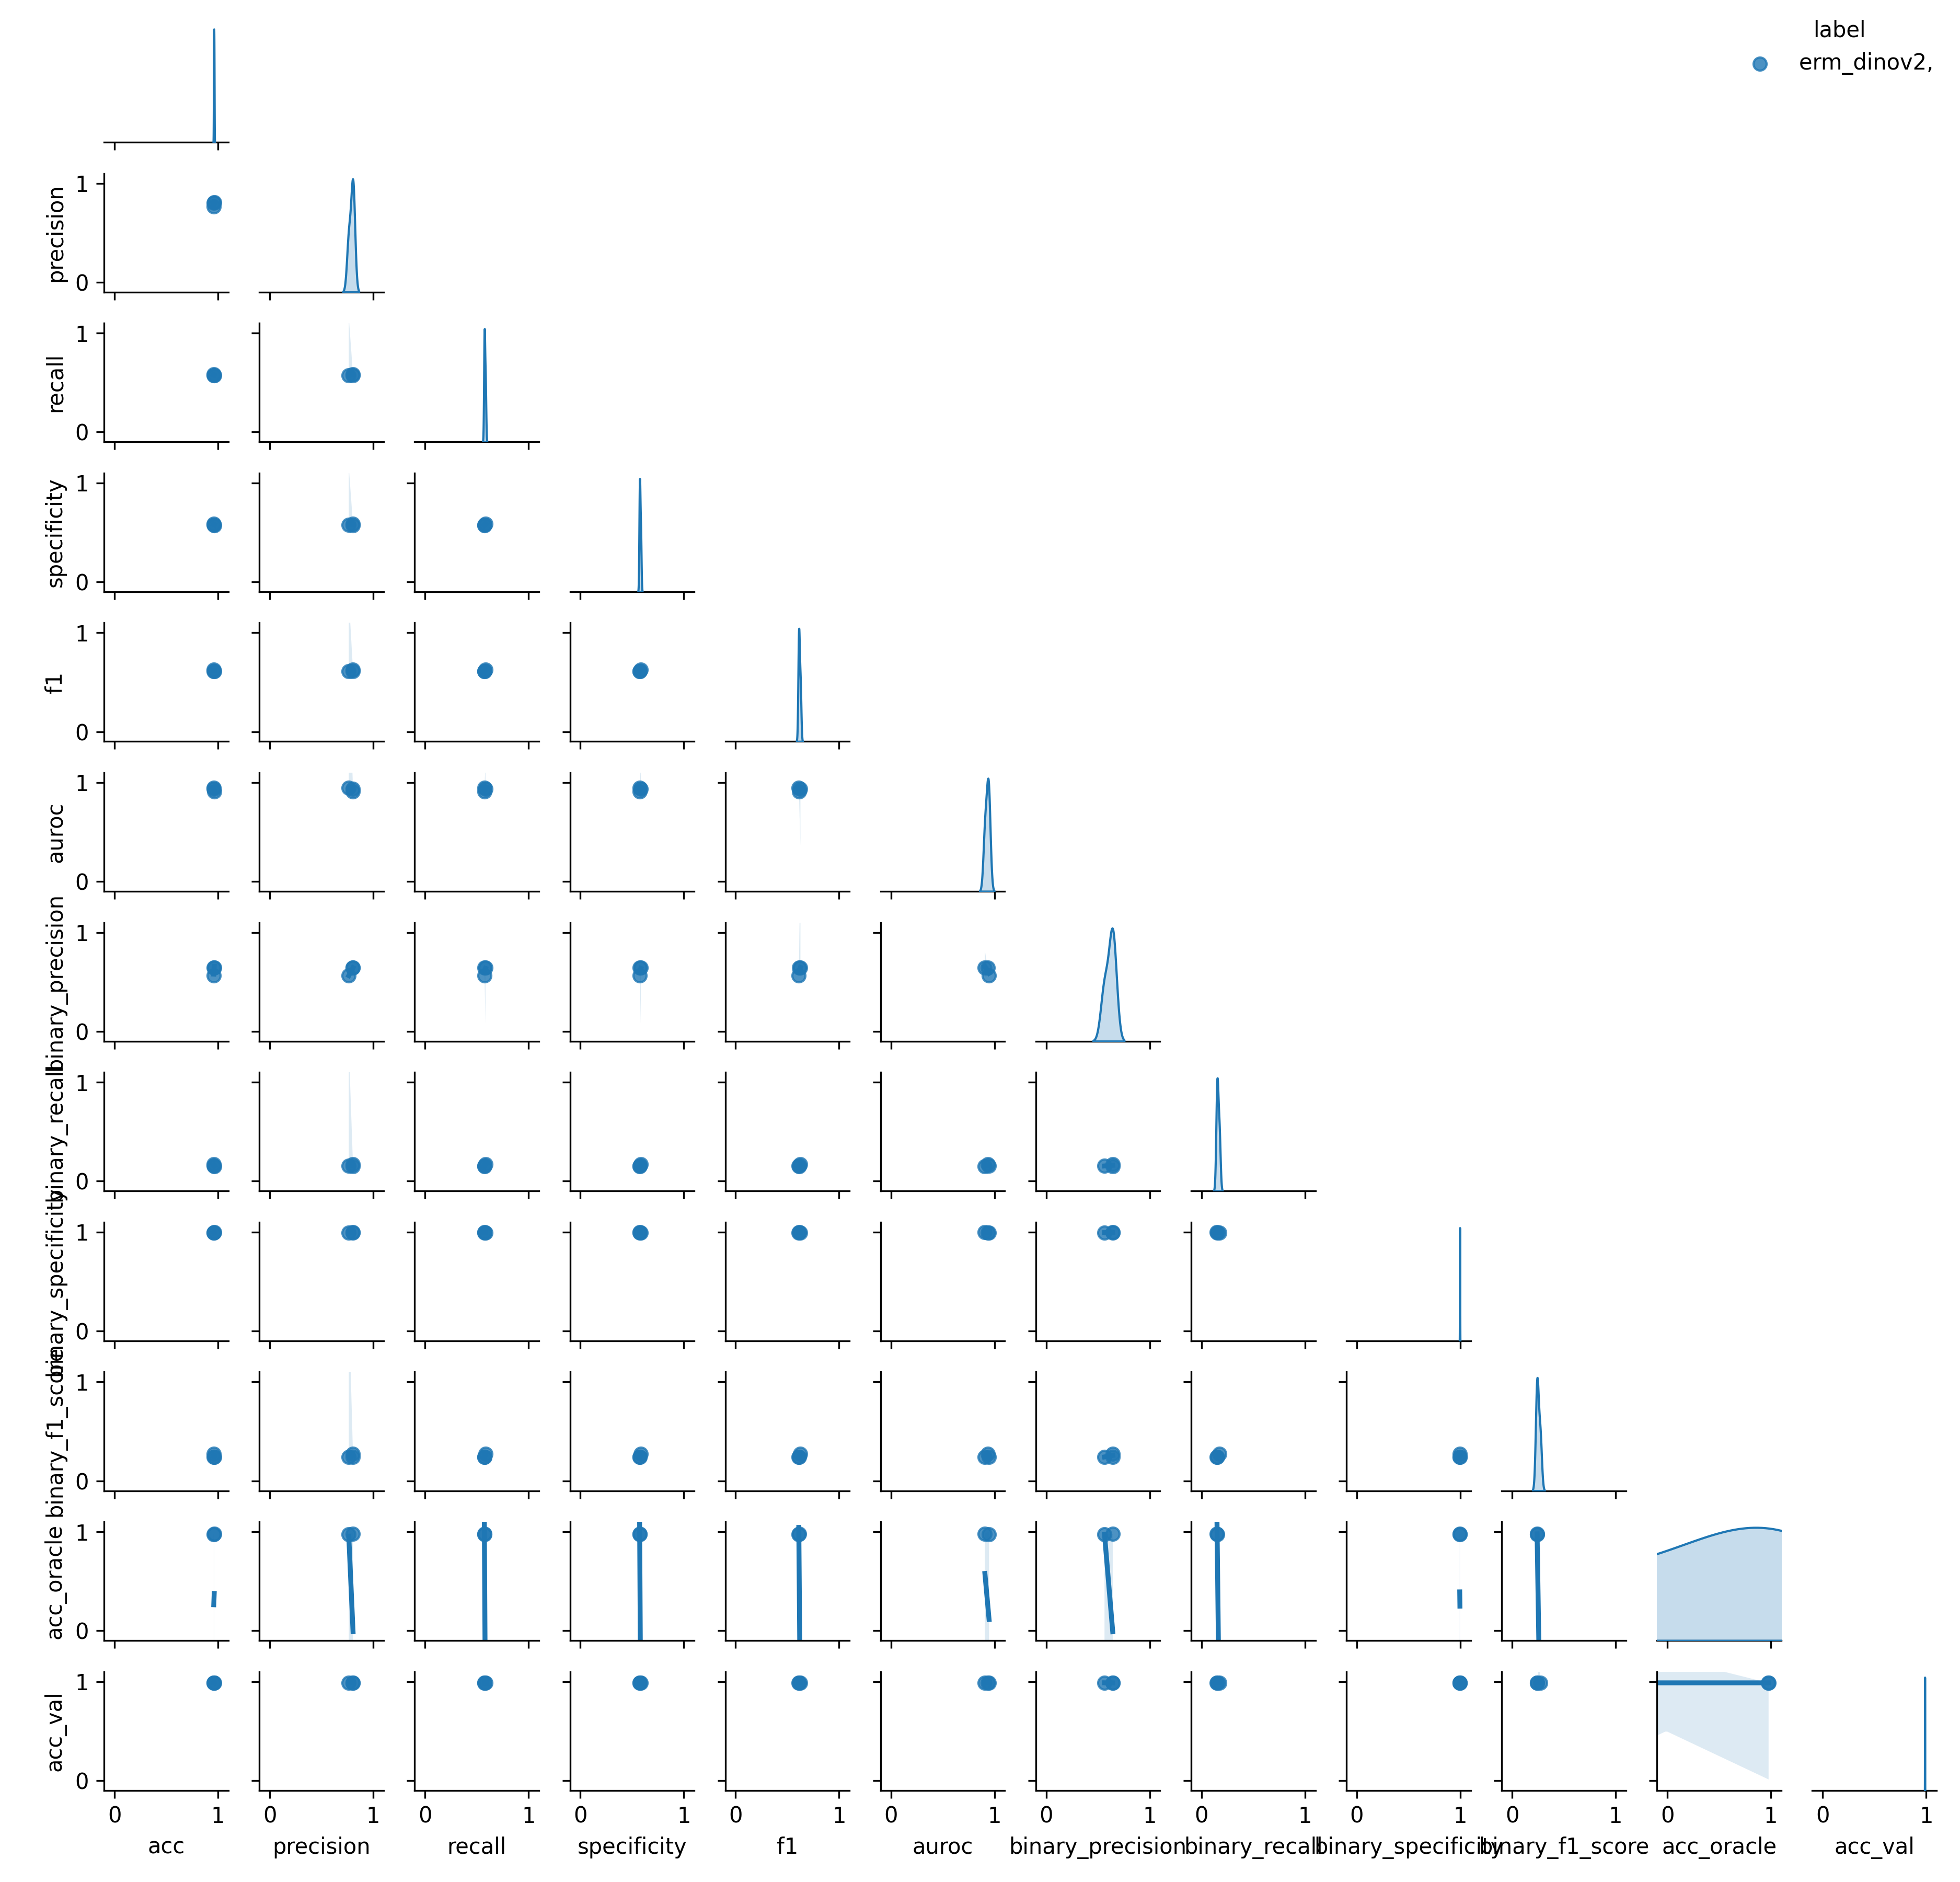 label
erm_dinov2,
precision
1
0
recall
1
0
specificity
1
0
f1
1
0
auroc
1
0
binary_precision
1
0
binary_recall
1
0
binary_specificity
1
0
binary_f1_score
1
0
acc_oracle
1
0
acc_val
1
0
0 1 0 1 0 1 0 1 0 1 0 1 0 1 0 1 0 1 0 1 0 1 0 1
acc precision recall specificity f1 auroc binary_precision binary_recall binary_specificity binary_f1_score acc_oracle acc_val